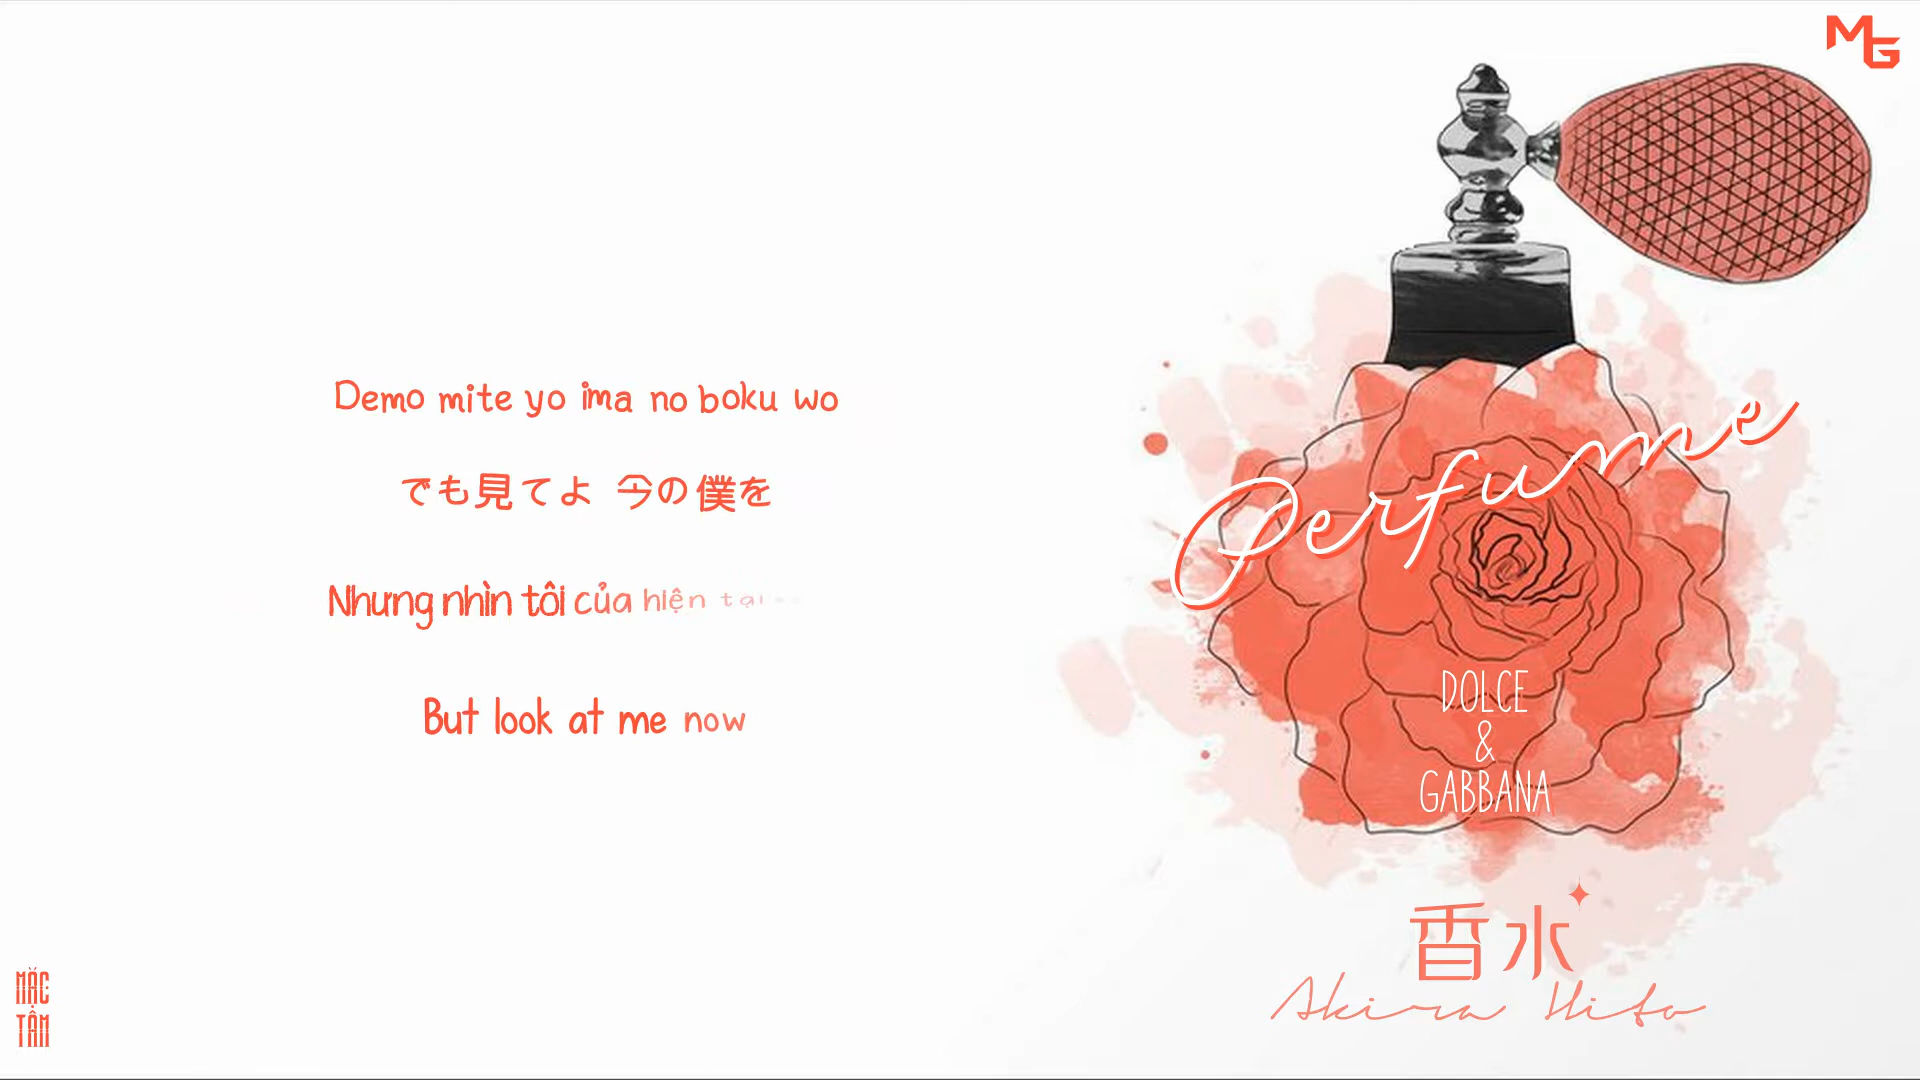 MG
Demo mite yo ima no boku wo
でも見てよ 今の僕を
Nhưng nhìn tôi của hiện tại
But look at me now
Perfume
DOLCE
&
GABBANA
香水
Akira Hito
MẶC
TÂM